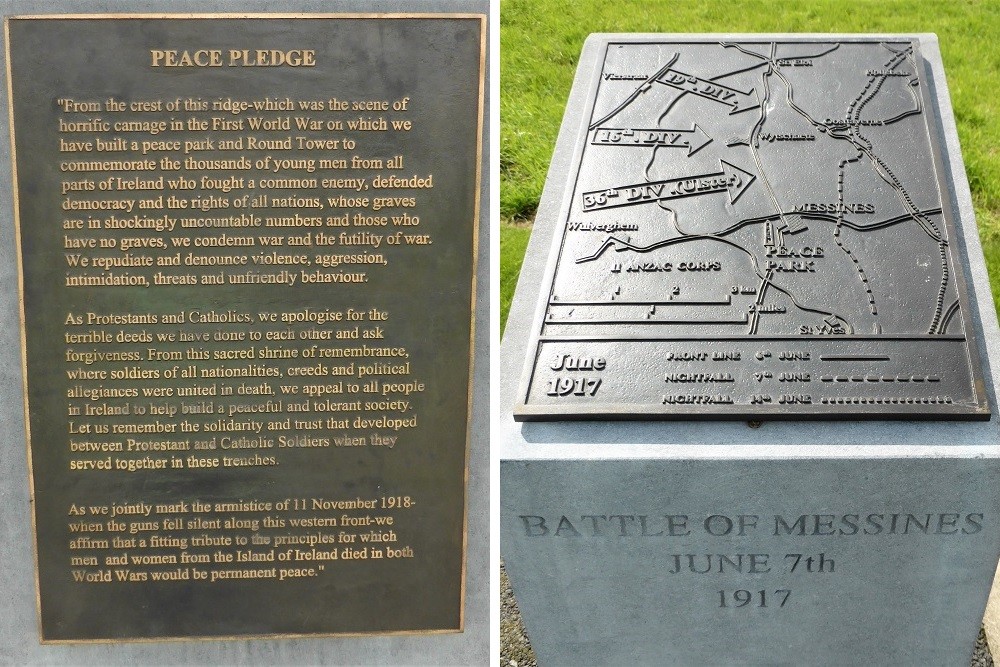 PEACE PLEDGE
"From the crest of this ridge-which was the scene of
horrific carnage in the First World War on which we
have built a peace park and Round Tower to
commemorate the thousands of young men from all
parts of Ireland who fought a common enemy, defended
democracy and the rights of all nations, whose graves
are in shockingly uncountable numbers and those who
have no graves, we condemn war and the futility of war.
We repudiate and denounce violence, aggression,
intimidation, threats and unfriendly behaviour.
As Protestants and Catholics, we apologise for the
terrible deeds we have done to each other and ask
forgiveness. From this sacred shrine of remembrance,
where soldiers of all nationalities, creeds and political
allegiances were united in death, we appeal to all people
in Ireland to help build a peaceful and tolerant society.
Let us remember the solidarity and trust that developed
between Protestant and Catholic Soldiers when they
served together in these trenches.
As we jointly mark the armistice of 11 November 1918-
when the guns fell silent along this western front-we
affirm that a fitting tribute to the principles for which
men and women from the Island of Ireland died in both
World Wars would be permanent peace."
St Eloi
Vierstraat
Hollebeke
19th. DIV.
Oostaverne
16th. DIV
Wytschaete
36th DIV.(Ulster)
MESSINES
Wulverghem
PEACE
PARK
II ANZAC CORPS
2 3 km
2 miles
St Yves
June
1917
FRONT LINE 6th JUNE
NIGHTFALL 7th JUNE
NIGHTFALL 14th JUNE
BATTLE OF MESSINES
JUNE 7th
1917